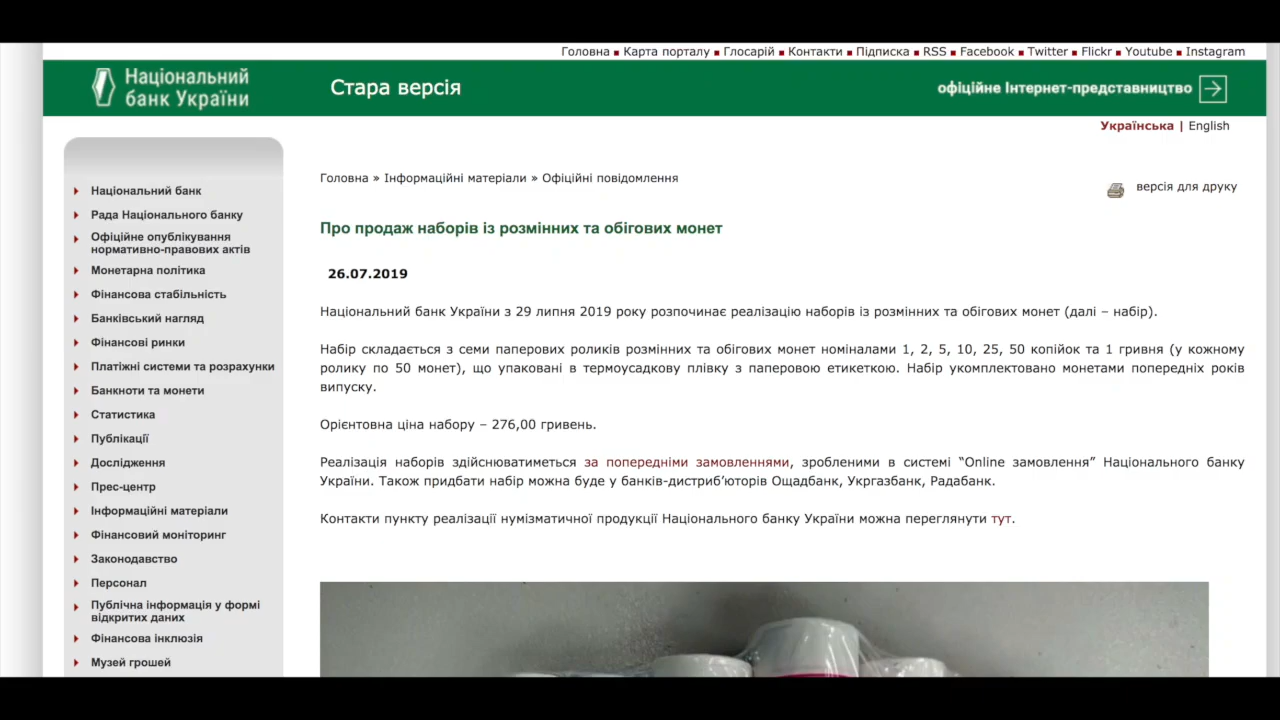 Головна ▪ Карта порталу ▪ Глосарій ▪ Контакти ▪ Підписка ▪ RSS ▪ Facebook ▪ Twitter ▪ Flickr ▪ Youtube ▪ Instagram
Національний
банк України
Стара версія
офіційне Інтернет-представництво
Українська | English
Національний банк
Рада Національного банку
Офіційне опублікування
нормативно-правових актів
Монетарна політика
Фінансова стабільність
Банківський нагляд
Фінансові ринки
Платіжні системи та розрахунки
Банкноти та монети
Статистика
Публікації
Дослідження
Прес-центр
Інформаційні матеріали
Фінансовий моніторинг
Законодавство
Персонал
Публічна інформація у формі
відкритих даних
Фінансова інклюзія
Музей грошей
Головна » Інформаційні матеріали » Офіційні повідомлення
версія для друку
Про продаж наборів із розмінних та обігових монет
26.07.2019
Національний банк України з 29 липня 2019 року розпочинає реалізацію наборів із розмінних та обігових монет (далі – набір).
Набір складається з семи паперових роликів розмінних та обігових монет номіналами 1, 2, 5, 10, 25, 50 копійок та 1 гривня (у кожному
ролику по 50 монет), що упаковані в термоусадкову плівку з паперовою етикеткою. Набір укомплектовано монетами попередніх років
випуску.
Орієнтовна ціна набору – 276,00 гривень.
Реалізація наборів здійснюватиметься за попередніми замовленнями, зробленими в системі “Online замовлення” Національного банку
України. Також придбати набір можна буде у банків-дистриб’юторів Ощадбанк, Укргазбанк, Радабанк.
Контакти пункту реалізації нумізматичної продукції Національного банку України можна переглянути тут.